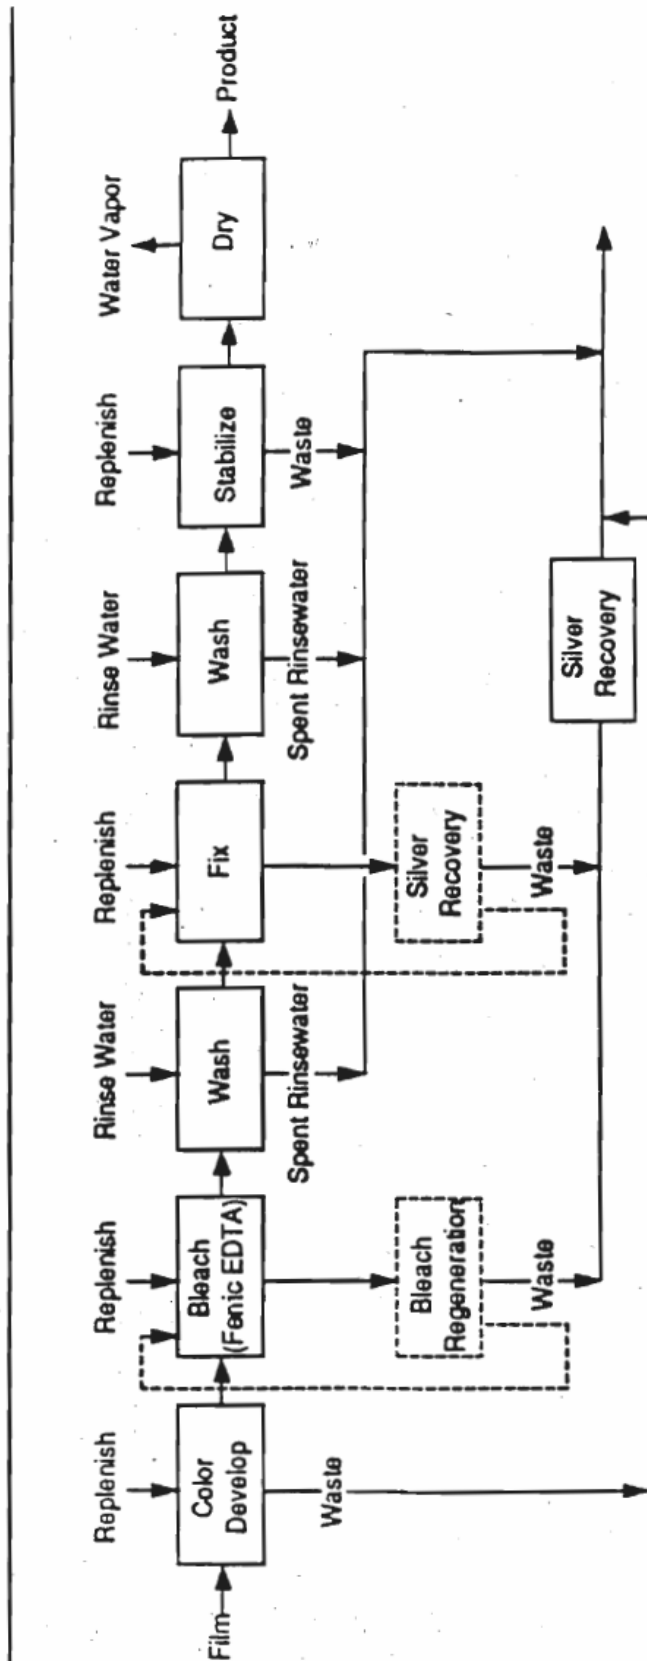 Replenish
Replenish
Rinse Water
Replenish
Rinse Water
Replenish
Water Vapor
Film
Color
Develop
Bleach
(Fenic EDTA)
Wash
Fix
Wash
Stabilize
Dry
Product
Waste
Spent Rinsewater
Spent Rinsewater
Waste
Bleach
Regeneration
Silver
Recovery
Waste
Waste
Silver
Recovery